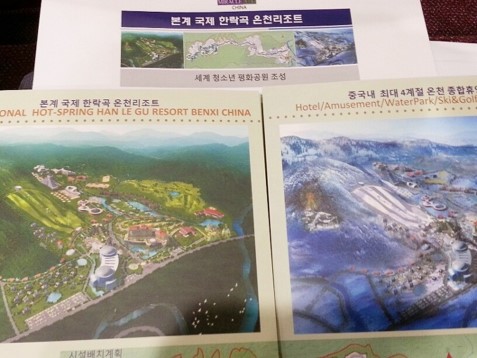 CHINA
본계 국제 한락곡 온천리조트
세계 청소년 평화공원 조성
본계 국제 한락곡 온천리조트
ONAL HOT-SPRING HAN LE GU RESORT BENXI CHINA
시설배치계획
중국내 최대 4계절 온천 종합휴양
Hotel/Amusement/WaterPark/Ski&Golf